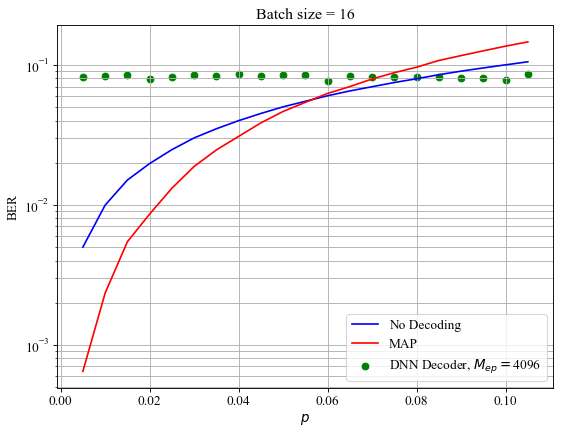 Batch size = 16
BER
10⁻¹
10⁻²
10⁻³
No Decoding
MAP
DNN Decoder, M_ep = 4096
0.00 0.02 0.04 0.06 0.08 0.10
p